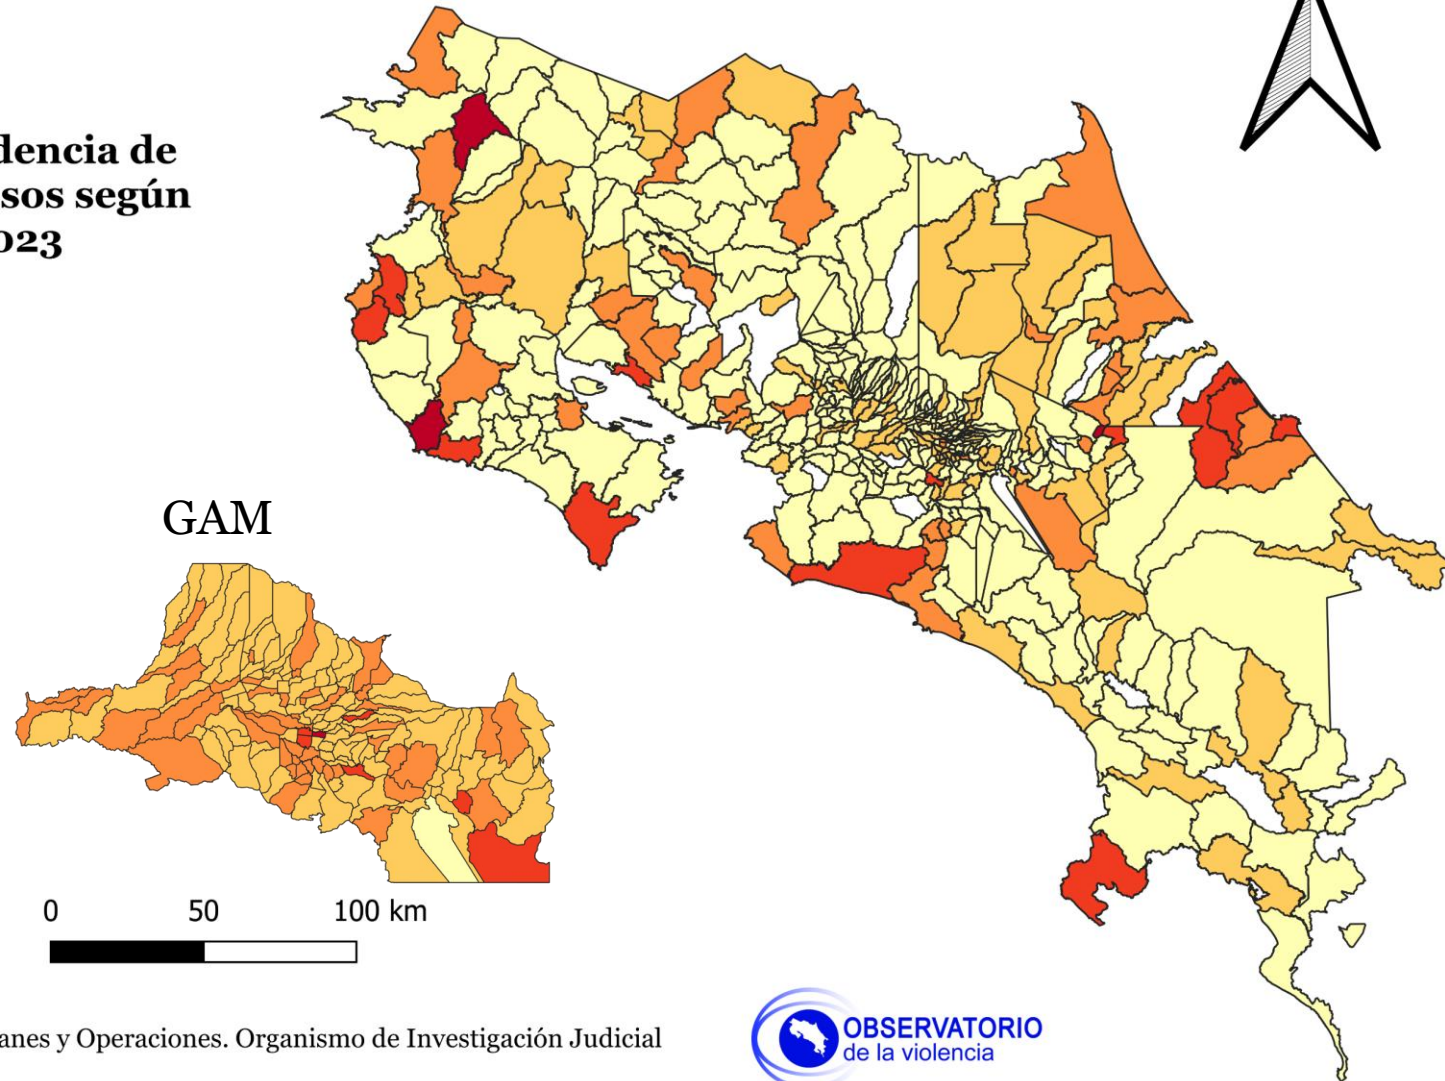 dencia de
sos según
023
GAM
0 50 100 km
anes y Operaciones. Organismo de Investigación Judicial
OBSERVATORIO
de la violencia